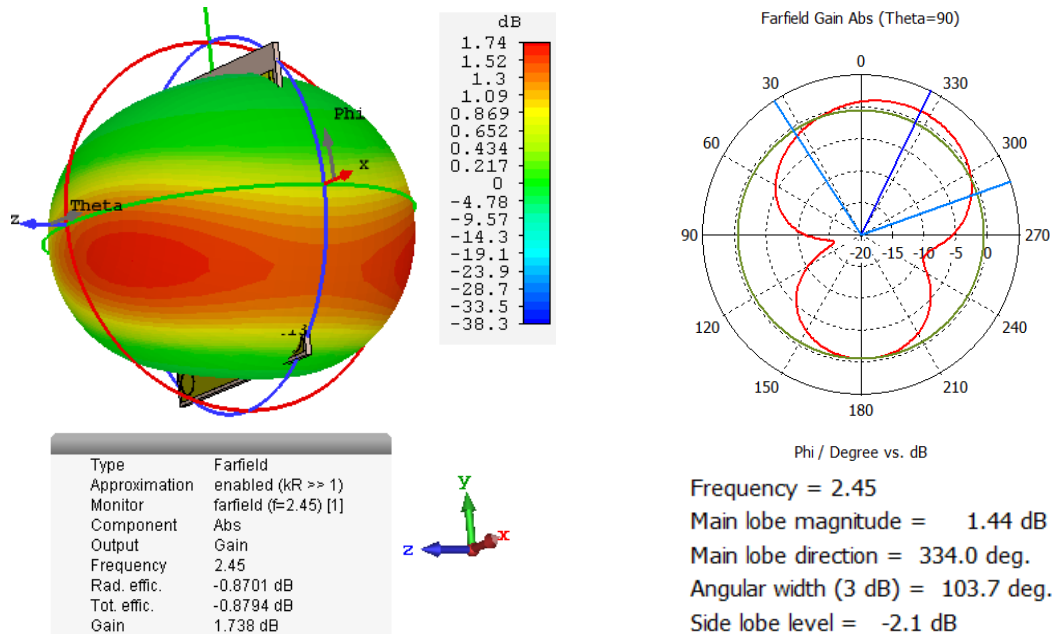 dB
1.74
1.52
1.3
1.09
0.869
0.652
0.434
0.217
0
-4.78
-9.57
-14.3
-19.1
-23.9
-28.7
-33.5
-38.3
Phi
x
Theta
z
Type Farfield
Approximation enabled (kR >> 1)
Monitor farfield (f=2.45) [1]
Component Abs
Output Gain
Frequency 2.45
Rad. effic. -0.8701 dB
Tot. effic. -0.8794 dB
Gain 1.738 dB
y
z x
Farfield Gain Abs (Theta=90)
0
30 330
60 300
90 -20 -15 -10 -5 0 270
120 240
150 210
180
Phi / Degree vs. dB
Frequency = 2.45
Main lobe magnitude = 1.44 dB
Main lobe direction = 334.0 deg.
Angular width (3 dB) = 103.7 deg.
Side lobe level = -2.1 dB